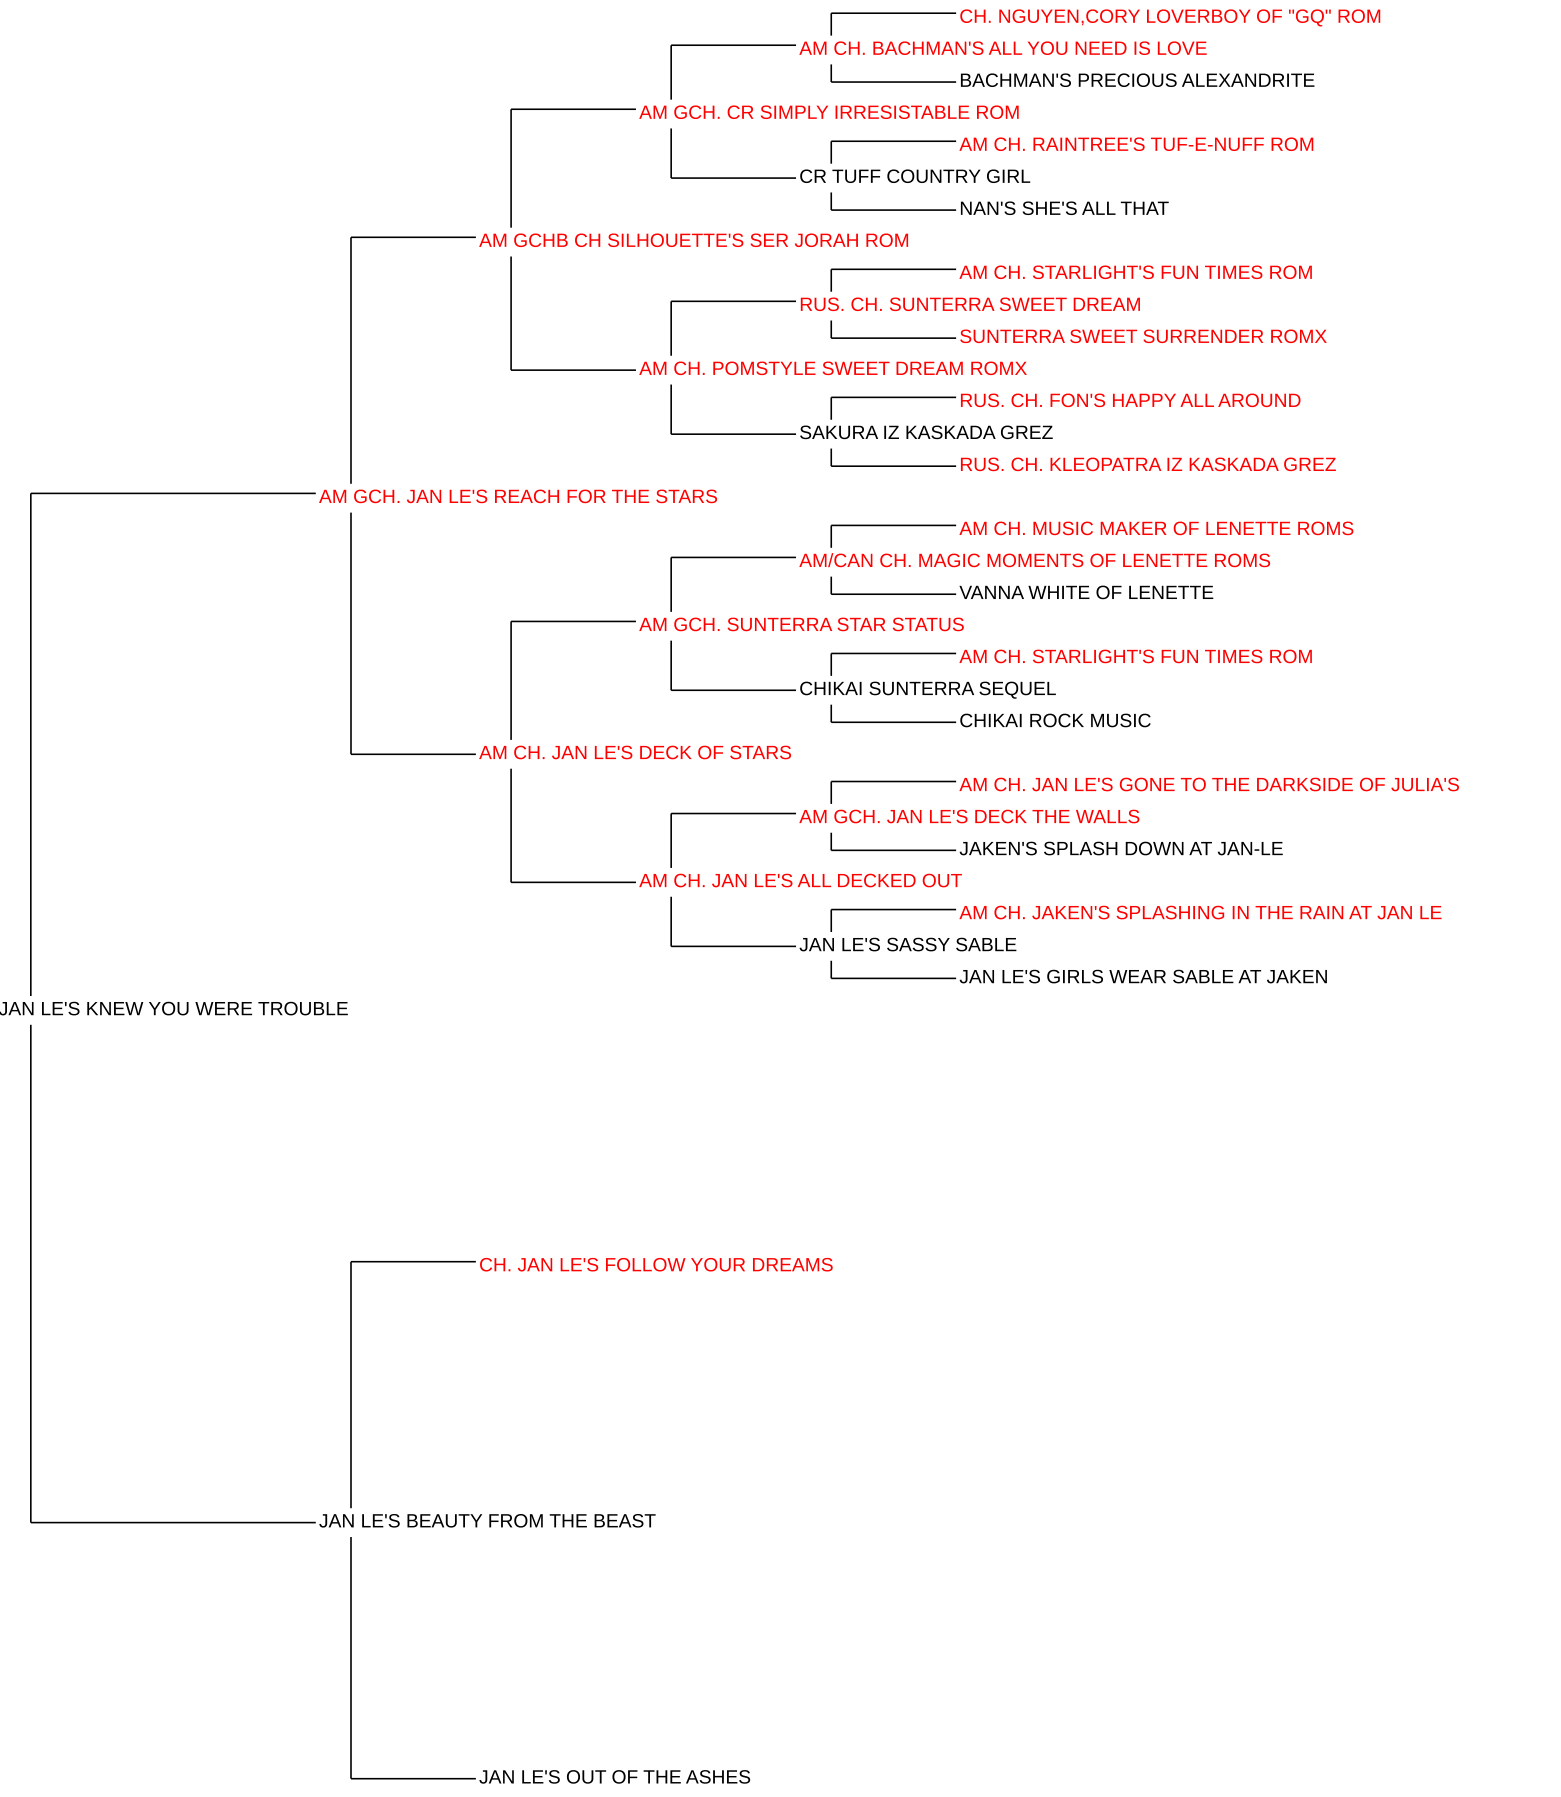 CH. NGUYEN,CORY LOVERBOY OF "GQ" ROM
AM CH. BACHMAN'S ALL YOU NEED IS LOVE
BACHMAN'S PRECIOUS ALEXANDRITE
AM GCH. CR SIMPLY IRRESISTABLE ROM
AM CH. RAINTREE'S TUF-E-NUFF ROM
CR TUFF COUNTRY GIRL
NAN'S SHE'S ALL THAT
AM GCHB CH SILHOUETTE'S SER JORAH ROM
AM CH. STARLIGHT'S FUN TIMES ROM
RUS. CH. SUNTERRA SWEET DREAM
SUNTERRA SWEET SURRENDER ROMX
AM CH. POMSTYLE SWEET DREAM ROMX
RUS. CH. FON'S HAPPY ALL AROUND
SAKURA IZ KASKADA GREZ
RUS. CH. KLEOPATRA IZ KASKADA GREZ
AM GCH. JAN LE'S REACH FOR THE STARS
AM CH. MUSIC MAKER OF LENETTE ROMS
AM/CAN CH. MAGIC MOMENTS OF LENETTE ROMS
VANNA WHITE OF LENETTE
AM GCH. SUNTERRA STAR STATUS
AM CH. STARLIGHT'S FUN TIMES ROM
CHIKAI SUNTERRA SEQUEL
CHIKAI ROCK MUSIC
AM CH. JAN LE'S DECK OF STARS
AM CH. JAN LE'S GONE TO THE DARKSIDE OF JULIA'S
AM GCH. JAN LE'S DECK THE WALLS
JAKEN'S SPLASH DOWN AT JAN-LE
AM CH. JAN LE'S ALL DECKED OUT
AM CH. JAKEN'S SPLASHING IN THE RAIN AT JAN LE
JAN LE'S SASSY SABLE
JAN LE'S GIRLS WEAR SABLE AT JAKEN
JAN LE'S KNEW YOU WERE TROUBLE
CH. JAN LE'S FOLLOW YOUR DREAMS
JAN LE'S BEAUTY FROM THE BEAST
JAN LE'S OUT OF THE ASHES